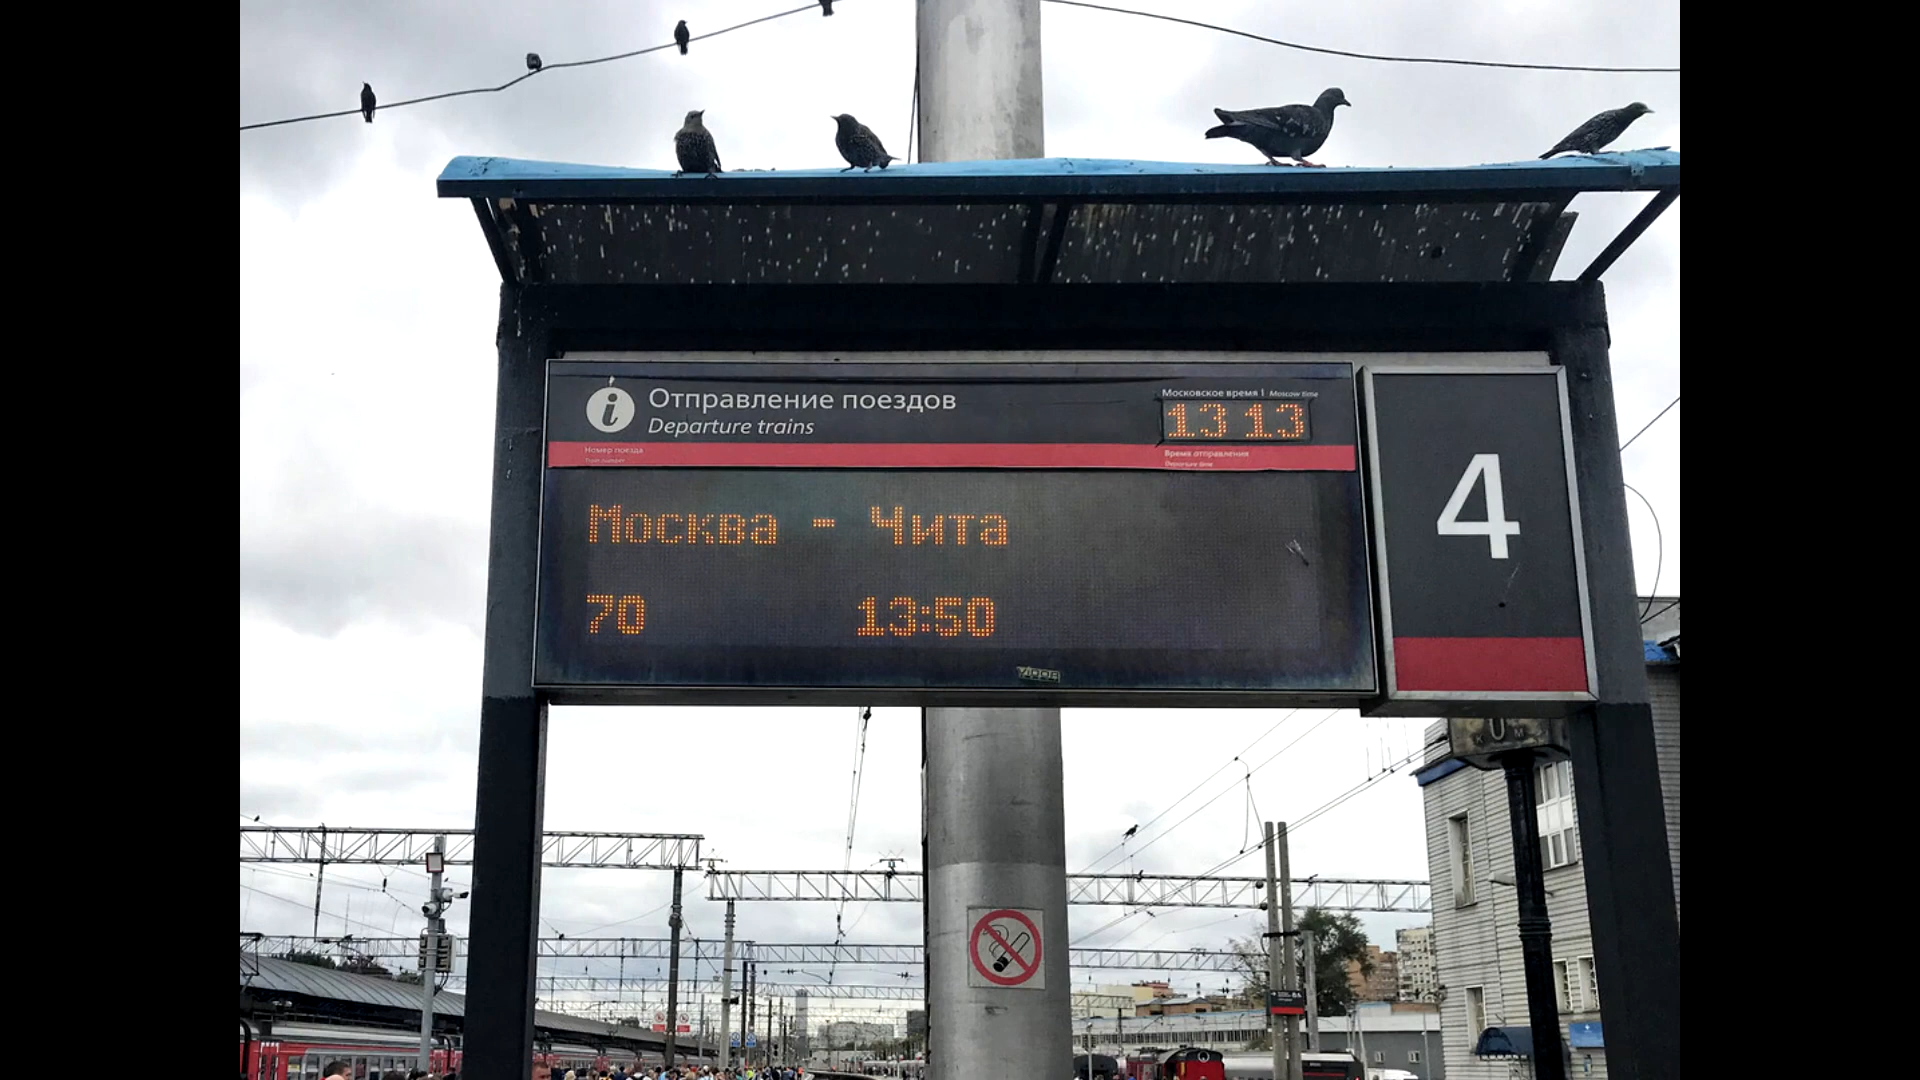 Отправление поездов
Departure trains
Московское время | Moscow time
13 13
Номер поезда
Train number
Время отправления
Departure time
Москва - Чита
70 13:50
4
0
К М